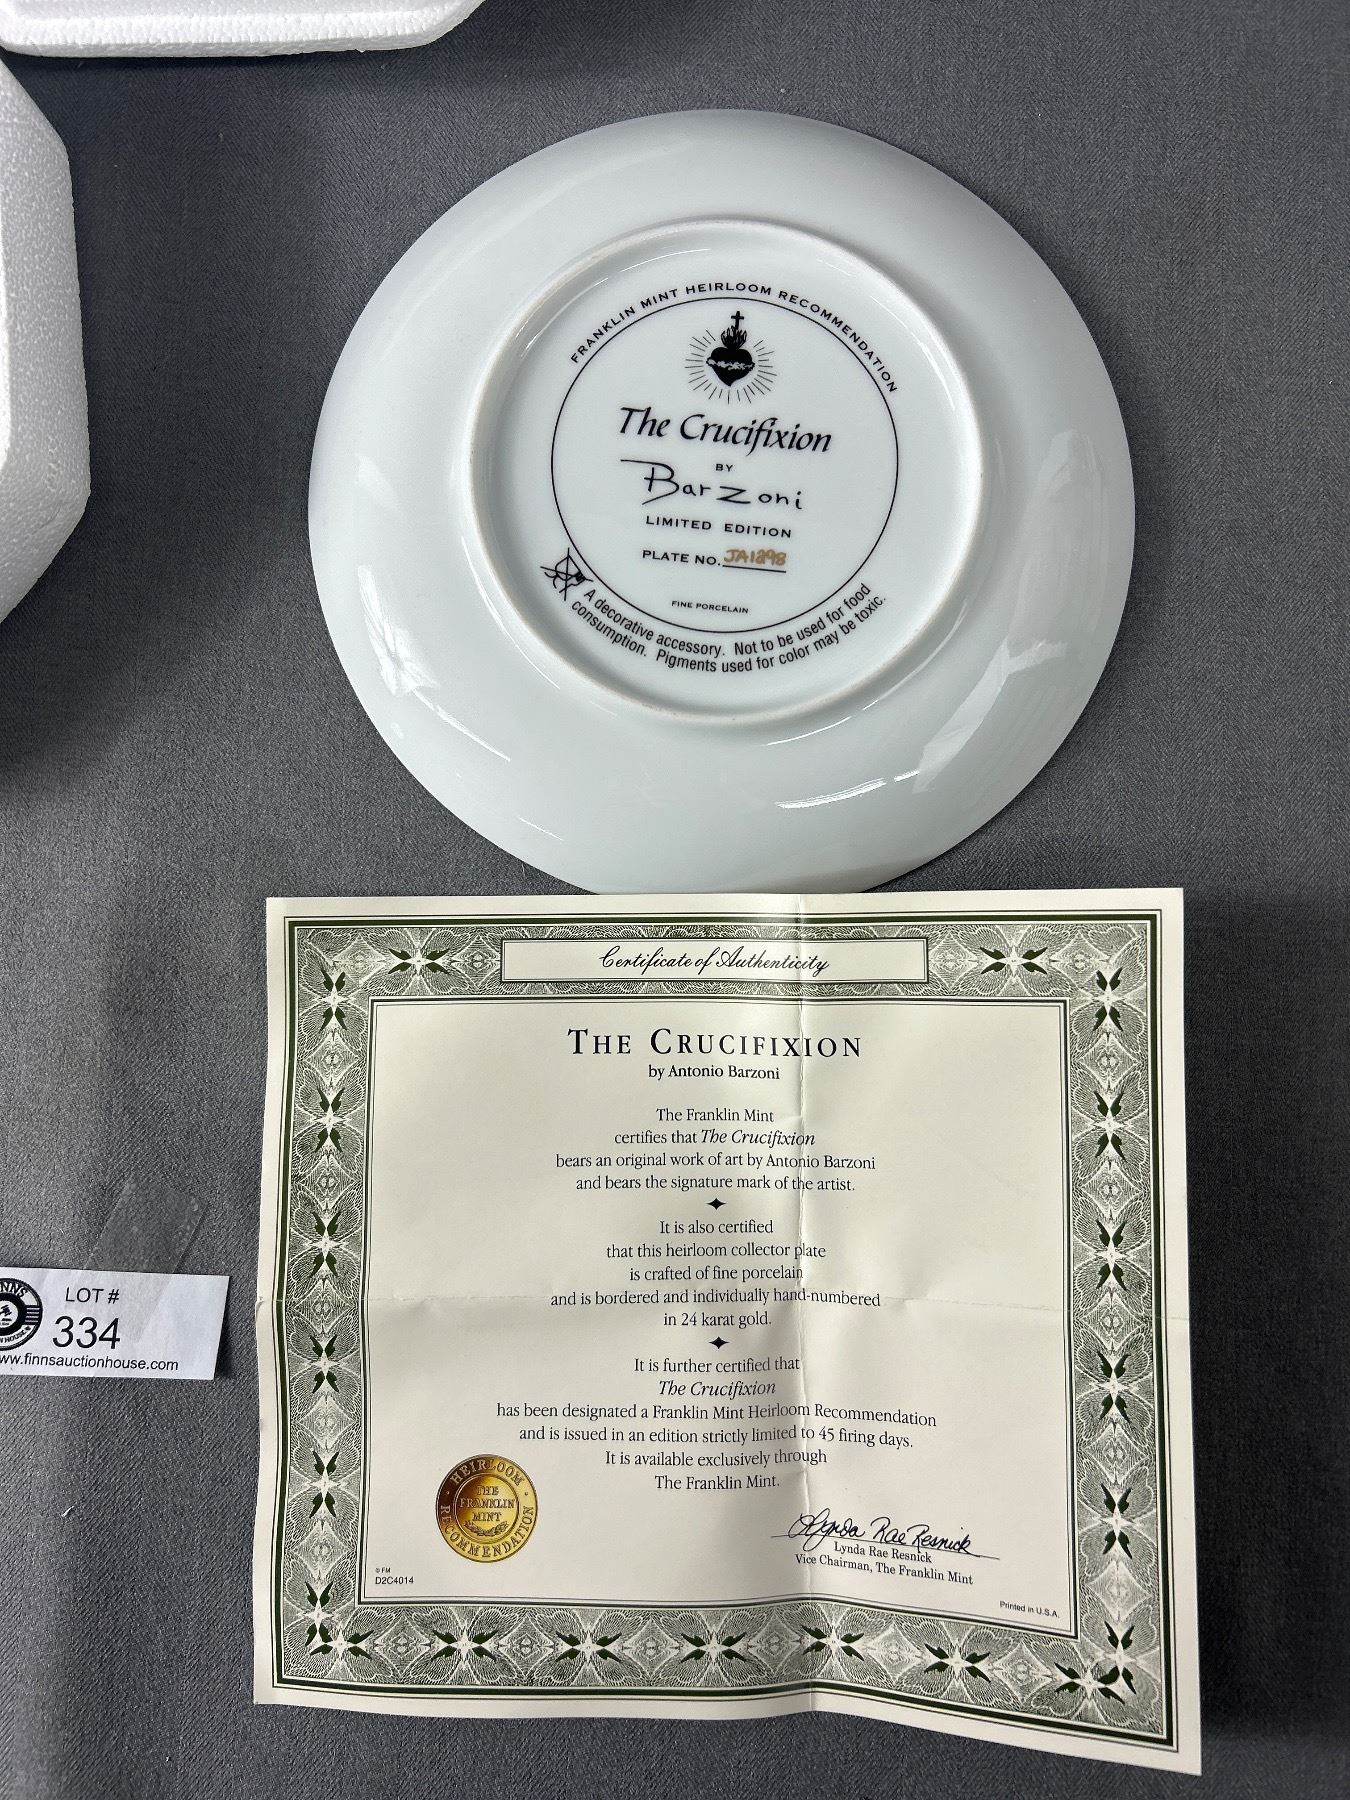 FRANKLIN MINT HEIRLOOM RECOMMENDATION
The Crucifixion
BY
Barzoni
LIMITED EDITION
PLATE NO. JA1298
FINE PORCELAIN
A decorative accessory. Not to be used for food
consumption. Pigments used for color may be toxic.
Certificate of Authenticity
THE CRUCIFIXION
by Antonio Barzoni
The Franklin Mint
certifies that The Crucifixion
bears an original work of art by Antonio Barzoni
and bears the signature mark of the artist.
It is also certified
that this heirloom collector plate
is crafted of fine porcelain
and is bordered and individually hand-numbered
in 24 karat gold.
It is further certified that
The Crucifixion
has been designated a Franklin Mint Heirloom Recommendation
and is issued in an edition strictly limited to 45 firing days.
It is available exclusively through
The Franklin Mint.
HEIRLOOM
THE
FRANKLIN
MINT
RECOMMENDATION
Lynda Rae Resnick
Lynda Rae Resnick
Vice Chairman, The Franklin Mint
© FM
D2C4014
Printed in U.S.A.
LOT #
334
www.finnsauctionhouse.com